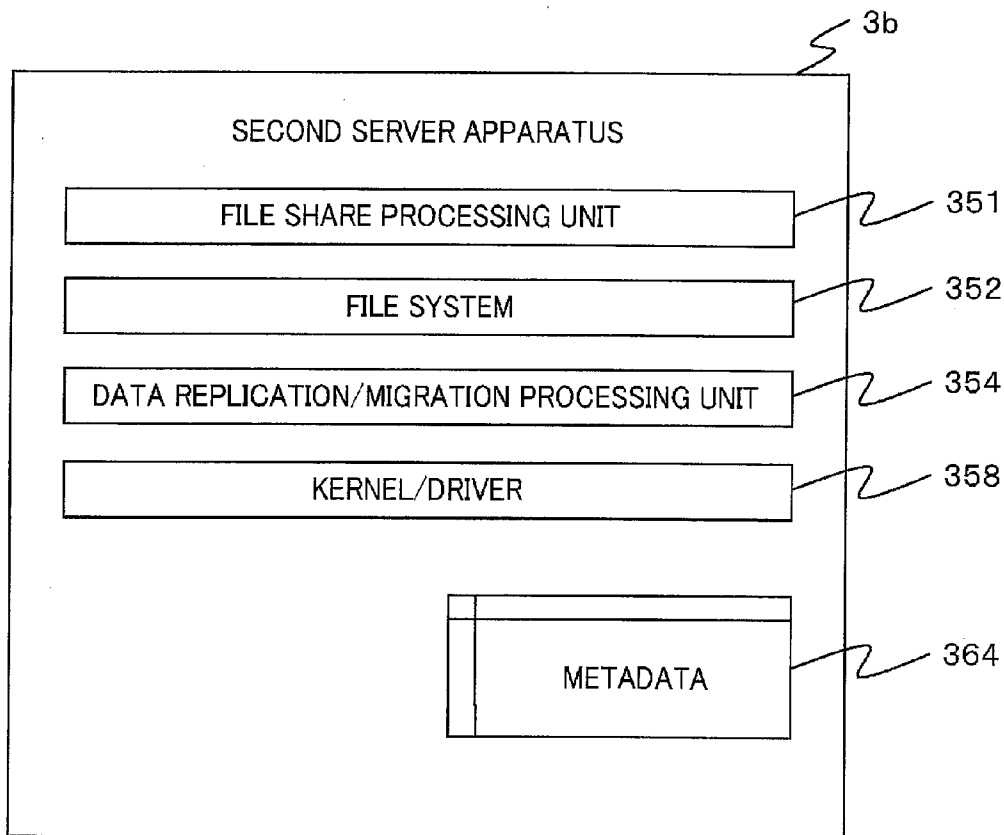 3b
SECOND SERVER APPARATUS
FILE SHARE PROCESSING UNIT
351
FILE SYSTEM
352
DATA REPLICATION/MIGRATION PROCESSING UNIT
354
KERNEL/DRIVER
358
METADATA
364